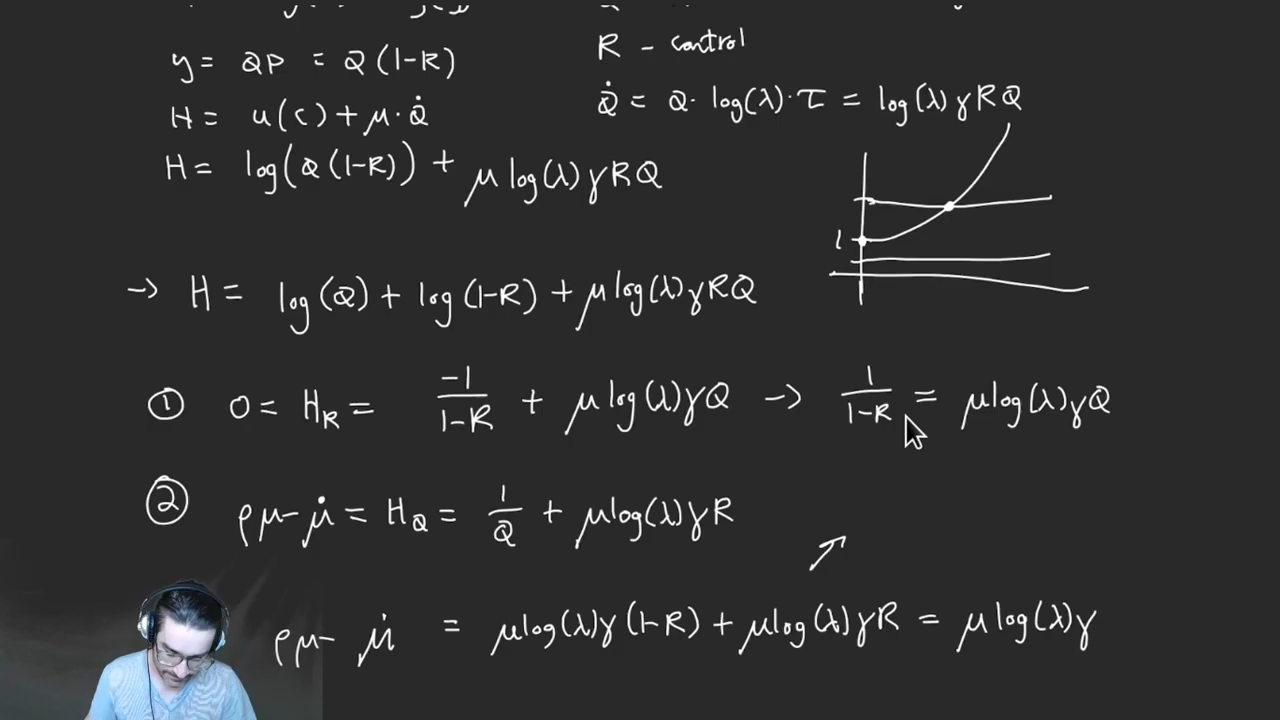 y = QP = Q(1-R)
R - control
H = u(c) + μ·Q̇
Q̇ = Q·log(λ)·τ = log(λ)γRQ
H = log(Q(1-R)) + μlog(λ)γRQ
1
→ H = log(Q) + log(1-R) + μlog(λ)γRQ
① 0 = H_R = -1/(1-R) + μlog(λ)γQ → 1/(1-R) = μlog(λ)γQ
② ρμ - μ̇ = H_Q = 1/Q + μlog(λ)γR
ρμ - μ̇ = μlog(λ)γ(1-R) + μlog(λ)γR = μlog(λ)γ